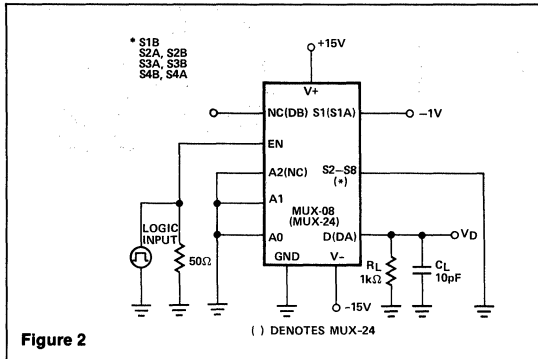 * S1B
S2A, S2B
S3A, S3B
S4B, S4A
+15V
V+
NC(DB) S1(S1A) –1V
EN
A2(NC) S2–S8
(*)
A1
MUX-08
(MUX-24)
LOGIC
INPUT
50Ω
A0 D(DA) VD
GND V–
RL
1kΩ
CL
10pF
–15V
( ) DENOTES MUX-24
Figure 2